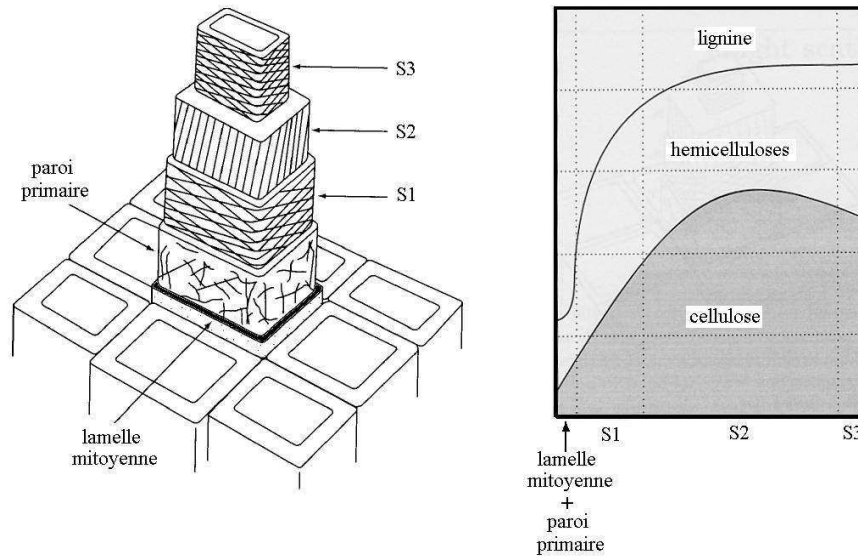 S3
S2
S1
paroi
primaire
lamelle
mitoyenne
lignine
hemicelluloses
cellulose
S1
S2
S3
lamelle
mitoyenne
+
paroi
primaire